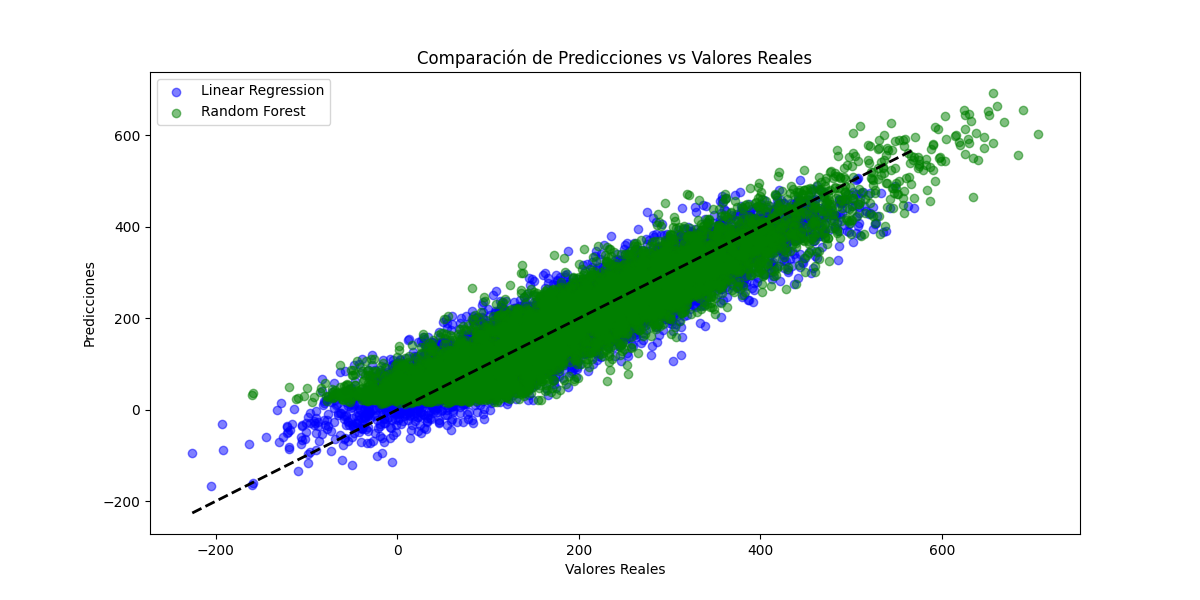 Comparación de Predicciones vs Valores Reales
Linear Regression
Random Forest
Predicciones
600
400
200
0
−200
−200
0
200
400
600
Valores Reales